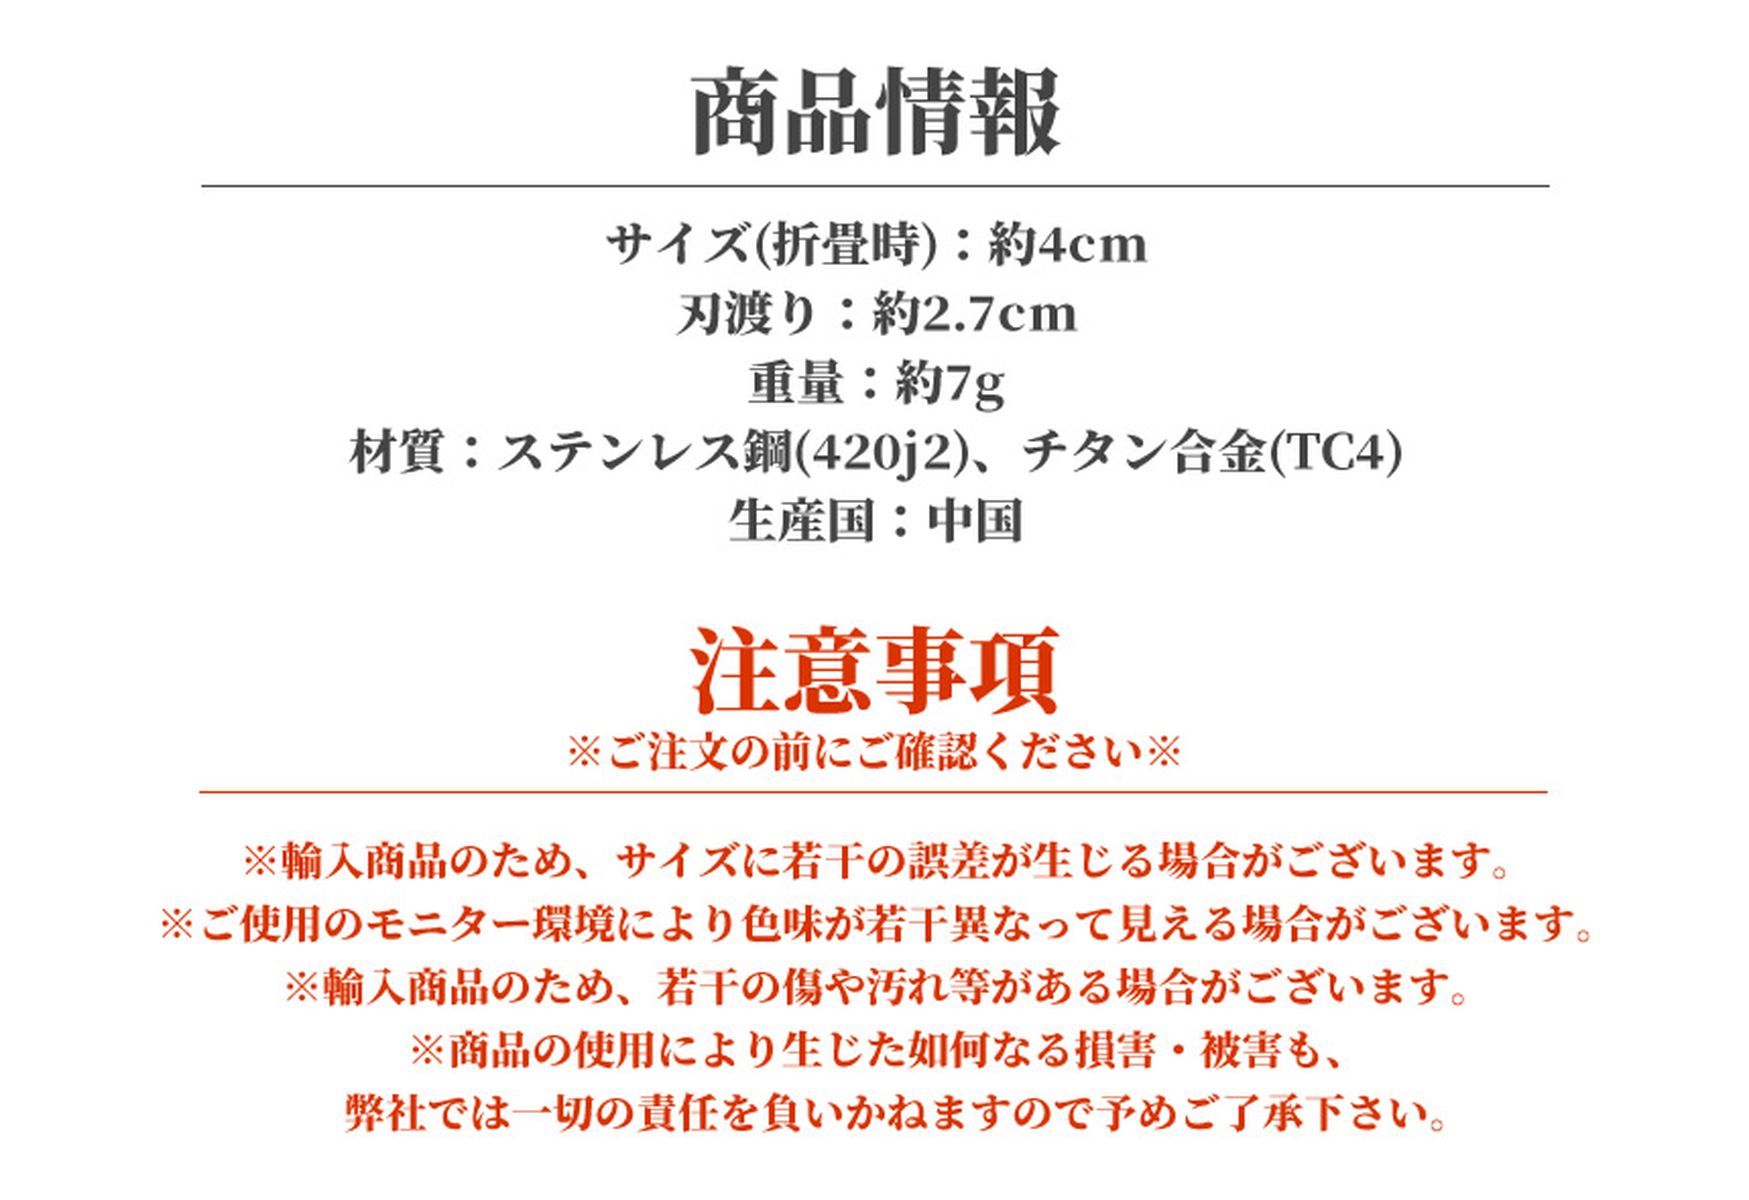 商品情報
サイズ(折畳時)：約4cm
刃渡り：約2.7cm
重量：約7g
材質：ステンレス鋼(420j2)、チタン合金(TC4)
生産国：中国
注意事項
※ご注文の前にご確認ください※
※輸入商品のため、サイズに若干の誤差が生じる場合がございます。
※ご使用のモニター環境により色味が若干異なって見える場合がございます。
※輸入商品のため、若干の傷や汚れ等がある場合がございます。
※商品の使用により生じた如何なる損害・被害も、
弊社では一切の責任を負いかねますので予めご了承下さい。